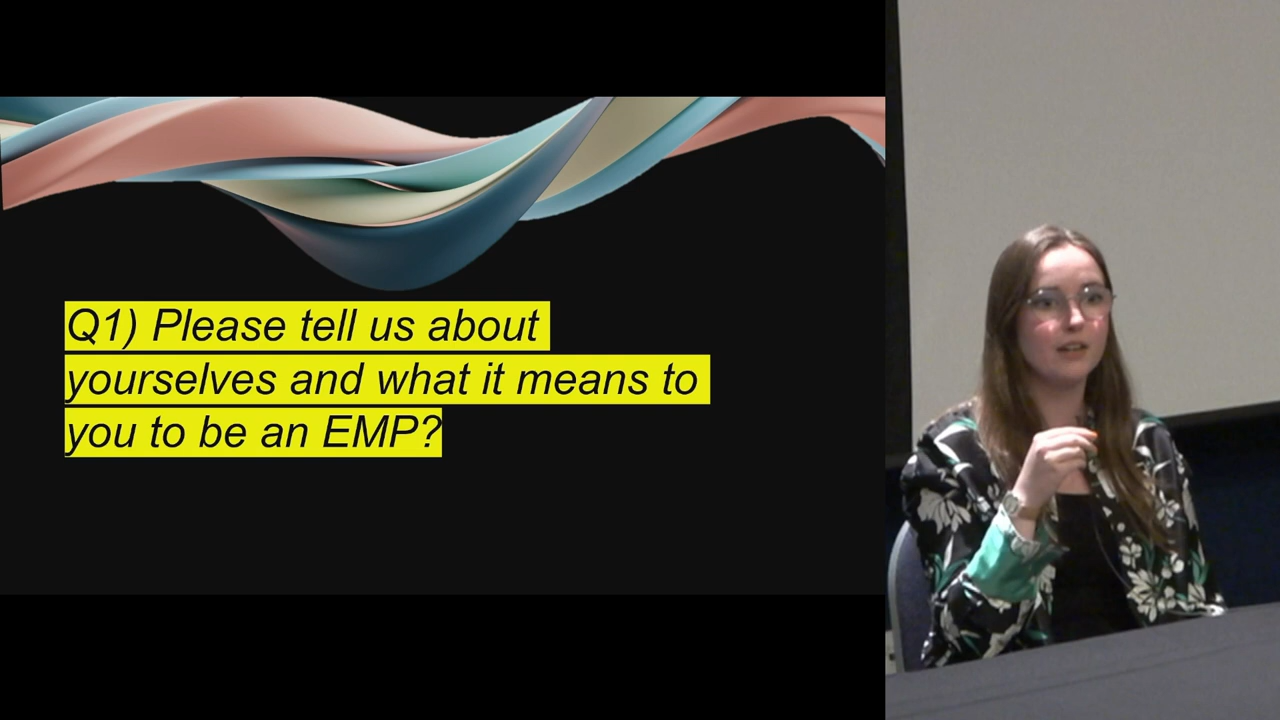 Q1) Please tell us about
yourselves and what it means to
you to be an EMP?